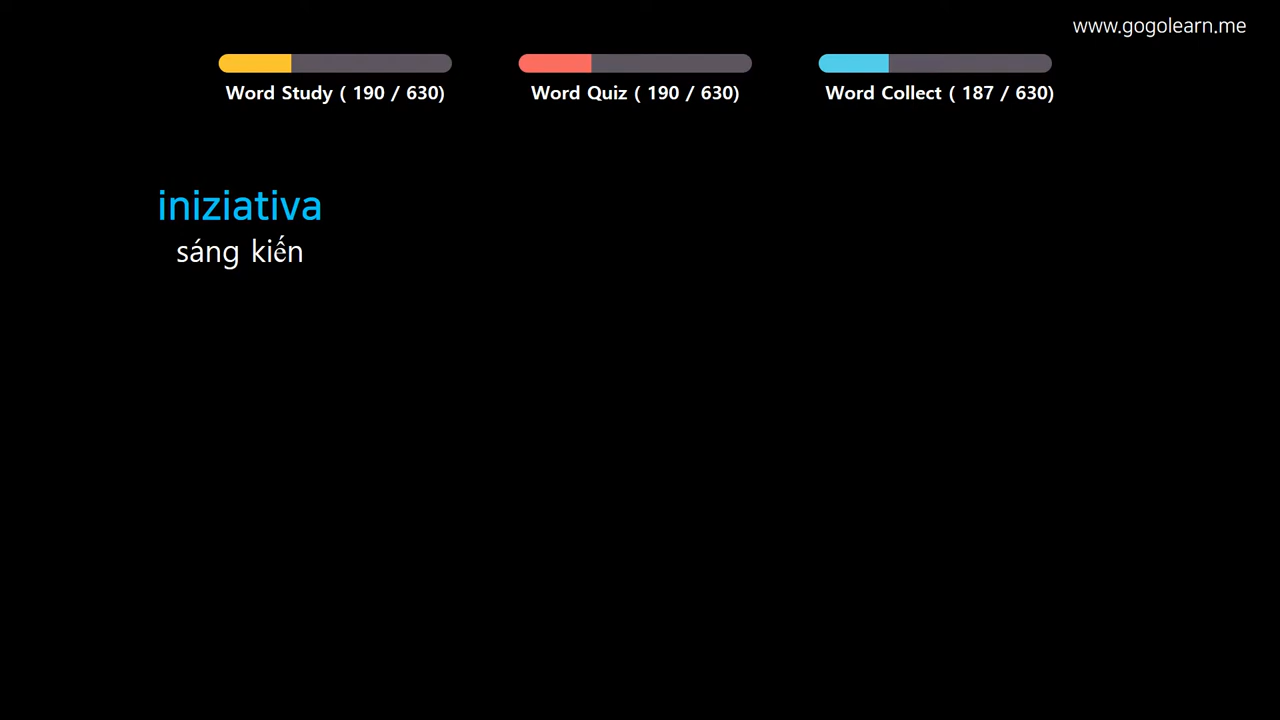 www.gogolearn.me
Word Study ( 190 / 630)
Word Quiz ( 190 / 630)
Word Collect ( 187 / 630)
iniziativa
sáng kiến